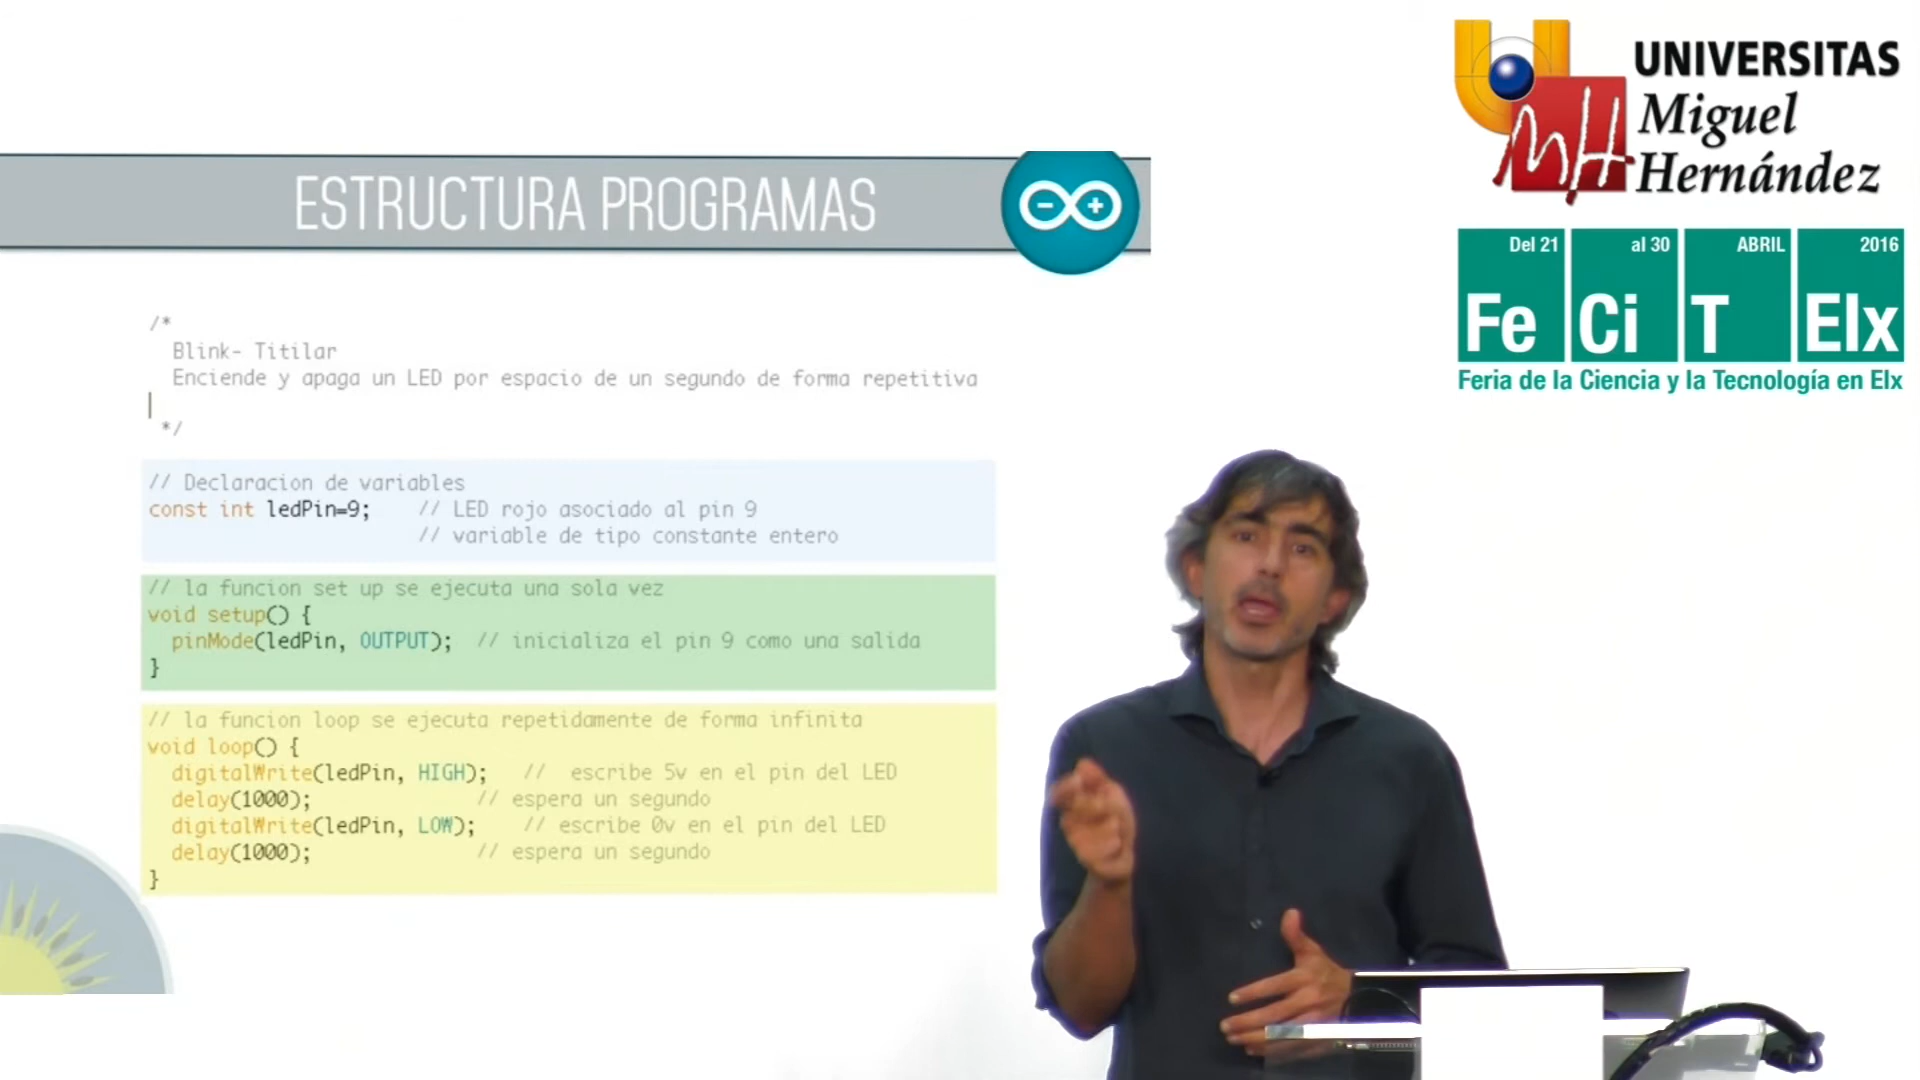 ESTRUCTURA PROGRAMAS
/*
Blink- Titilar
Enciende y apaga un LED por espacio de un segundo de forma repetitiva
*/
// Declaracion de variables
const int ledPin=9; // LED rojo asociado al pin 9
// variable de tipo constante entero
// la funcion set up se ejecuta una sola vez
void setup() {
pinMode(ledPin, OUTPUT); // inicializa el pin 9 como una salida
}
// la funcion loop se ejecuta repetidamente de forma infinita
void loop() {
digitalWrite(ledPin, HIGH); // escribe 5v en el pin del LED
delay(1000); // espera un segundo
digitalWrite(ledPin, LOW); // escribe 0v en el pin del LED
delay(1000); // espera un segundo
}
UNIVERSITAS
Miguel
Hernández
MH
Del 21 al 30 ABRIL 2016
Fe Ci T Elx
Feria de la Ciencia y la Tecnología en Elx